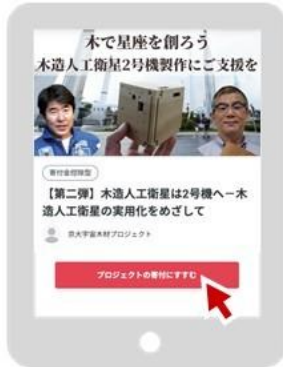 木で星座を創ろう
木造人工衛星2号機製作にご支援を
寄付金控除型
【第二弾】木造人工衛星は2号機へー木
造人工衛星の実用化をめざして
京大宇宙木材プロジェクト
プロジェクトの寄付にすすむ